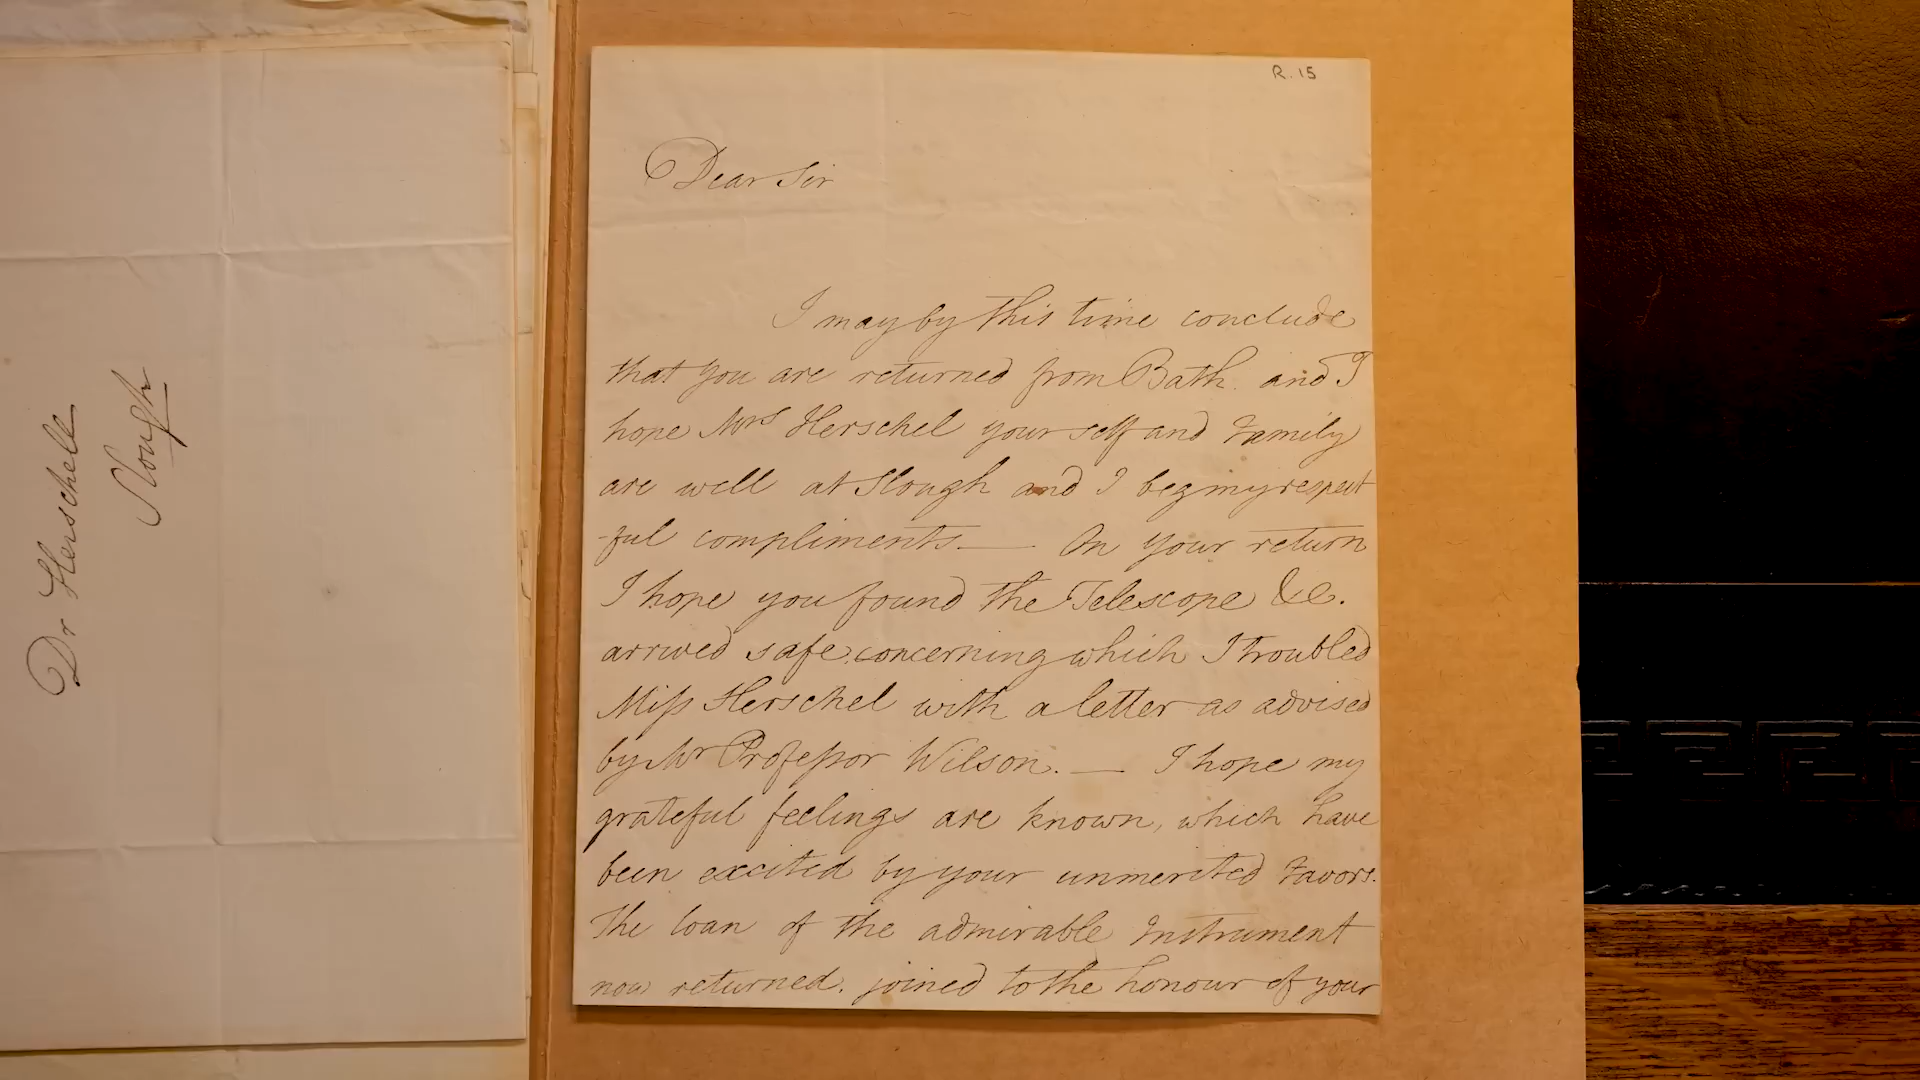 Dr Herschell
Slough
R. 15
Dear Sir
I may by this time conclude
that you are returned from Bath. and I
hope Mrs Herschel your self and Family
are well at Slough and I beg my respect
-ful compliments. — On your return
I hope you found the Telescope &c.
arrived safe. concerning which I troubled
Miſs Herschel with a letter as advised
by Mr Profeſsor Wilson. — I hope my
grateful feelings are known, which have
been excited by your unmerited Favors.
The loan of the admirable Instrument
now returned. joined to the honour of your